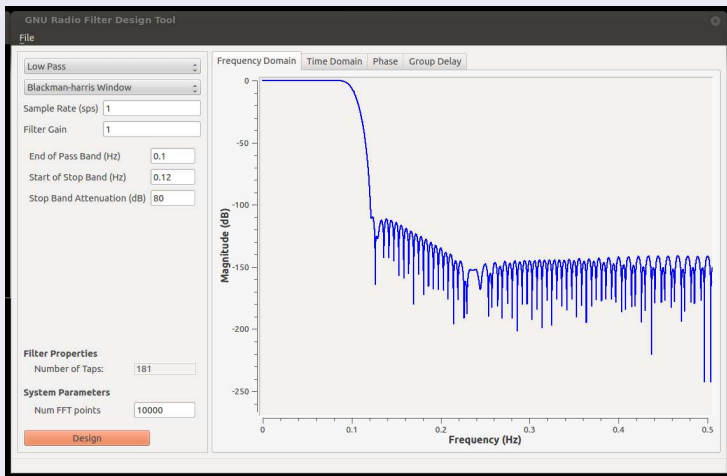 GNU Radio Filter Design Tool
File
Low Pass
Blackman-harris Window
Sample Rate (sps) 1
Filter Gain 1
End of Pass Band (Hz) 0.1
Start of Stop Band (Hz) 0.12
Stop Band Attenuation (dB) 80
Filter Properties
Number of Taps: 181
System Parameters
Num FFT points 10000
Design
Frequency Domain Time Domain Phase Group Delay
Magnitude (dB)
0
-50
-100
-150
-200
-250
0 0.1 0.2 0.3 0.4 0.5
Frequency (Hz)